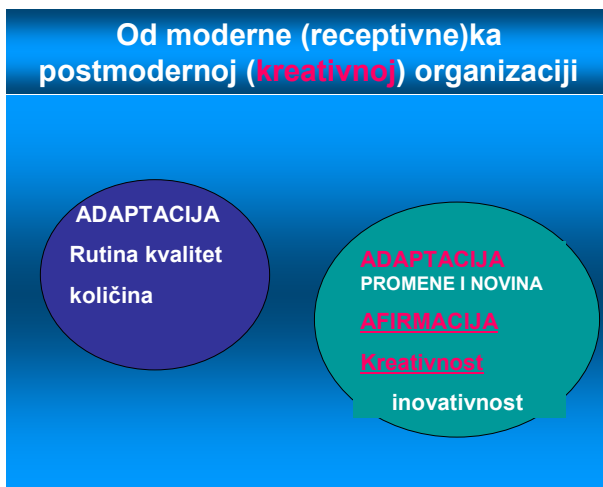 Od moderne (receptivne)ka
postmodernoj (kreativnoj) organizaciji
ADAPTACIJA
Rutina kvalitet
količina
ADAPTACIJA
PROMENE I NOVINA
AFIRMACIJA
Kreativnost
inovativnost